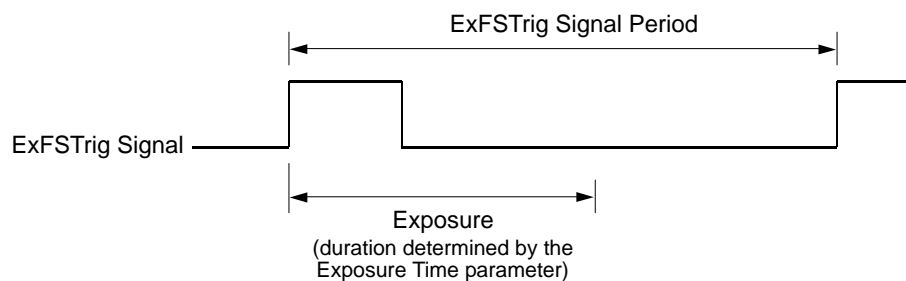 ExFSTrig Signal Period
ExFSTrig Signal
Exposure
(duration determined by the
Exposure Time parameter)